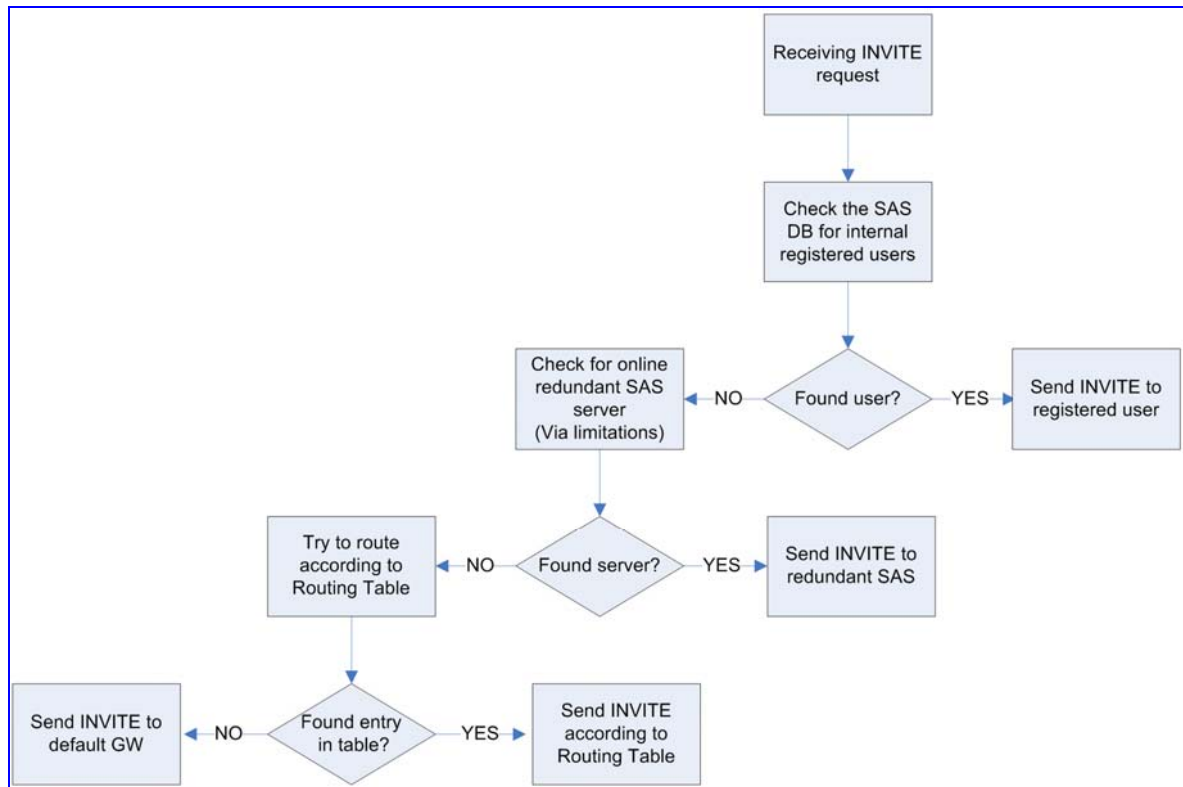 Receiving INVITE
request
Check the SAS
DB for internal
registered users
Found user?
YES
Send INVITE to
registered user
NO
Check for online
redundant SAS
server
(Via limitations)
Found server?
YES
Send INVITE to
redundant SAS
NO
Try to route
according to
Routing Table
Found entry
in table?
YES
Send INVITE
according to
Routing Table
NO
Send INVITE to
default GW